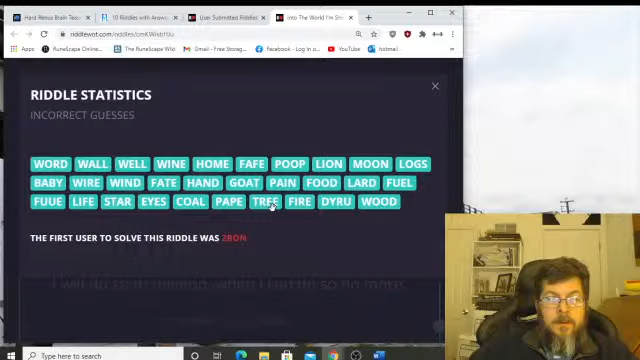 Hard Rebus Brain Teas
10 Riddles with Answ
User Submitted Riddles
Into The World I'm Sh
riddlewot.com/riddles/
Apps RuneScape Online... The RuneScape Wiki Gmail - Free Storag... Facebook - Log In o... YouTube hotmail
RIDDLE STATISTICS
INCORRECT GUESSES
WORD WALL WELL WINE HOME FAFE POOP LION MOON LOGS
BABY WIRE WIND FATE HAND GOAT PAIN FOOD LARD FUEL
FUUE LIFE STAR EYES COAL PAPE TREE FIRE DYRU WOOD
THE FIRST USER TO SOLVE THIS RIDDLE WAS 2BON
Type here to search